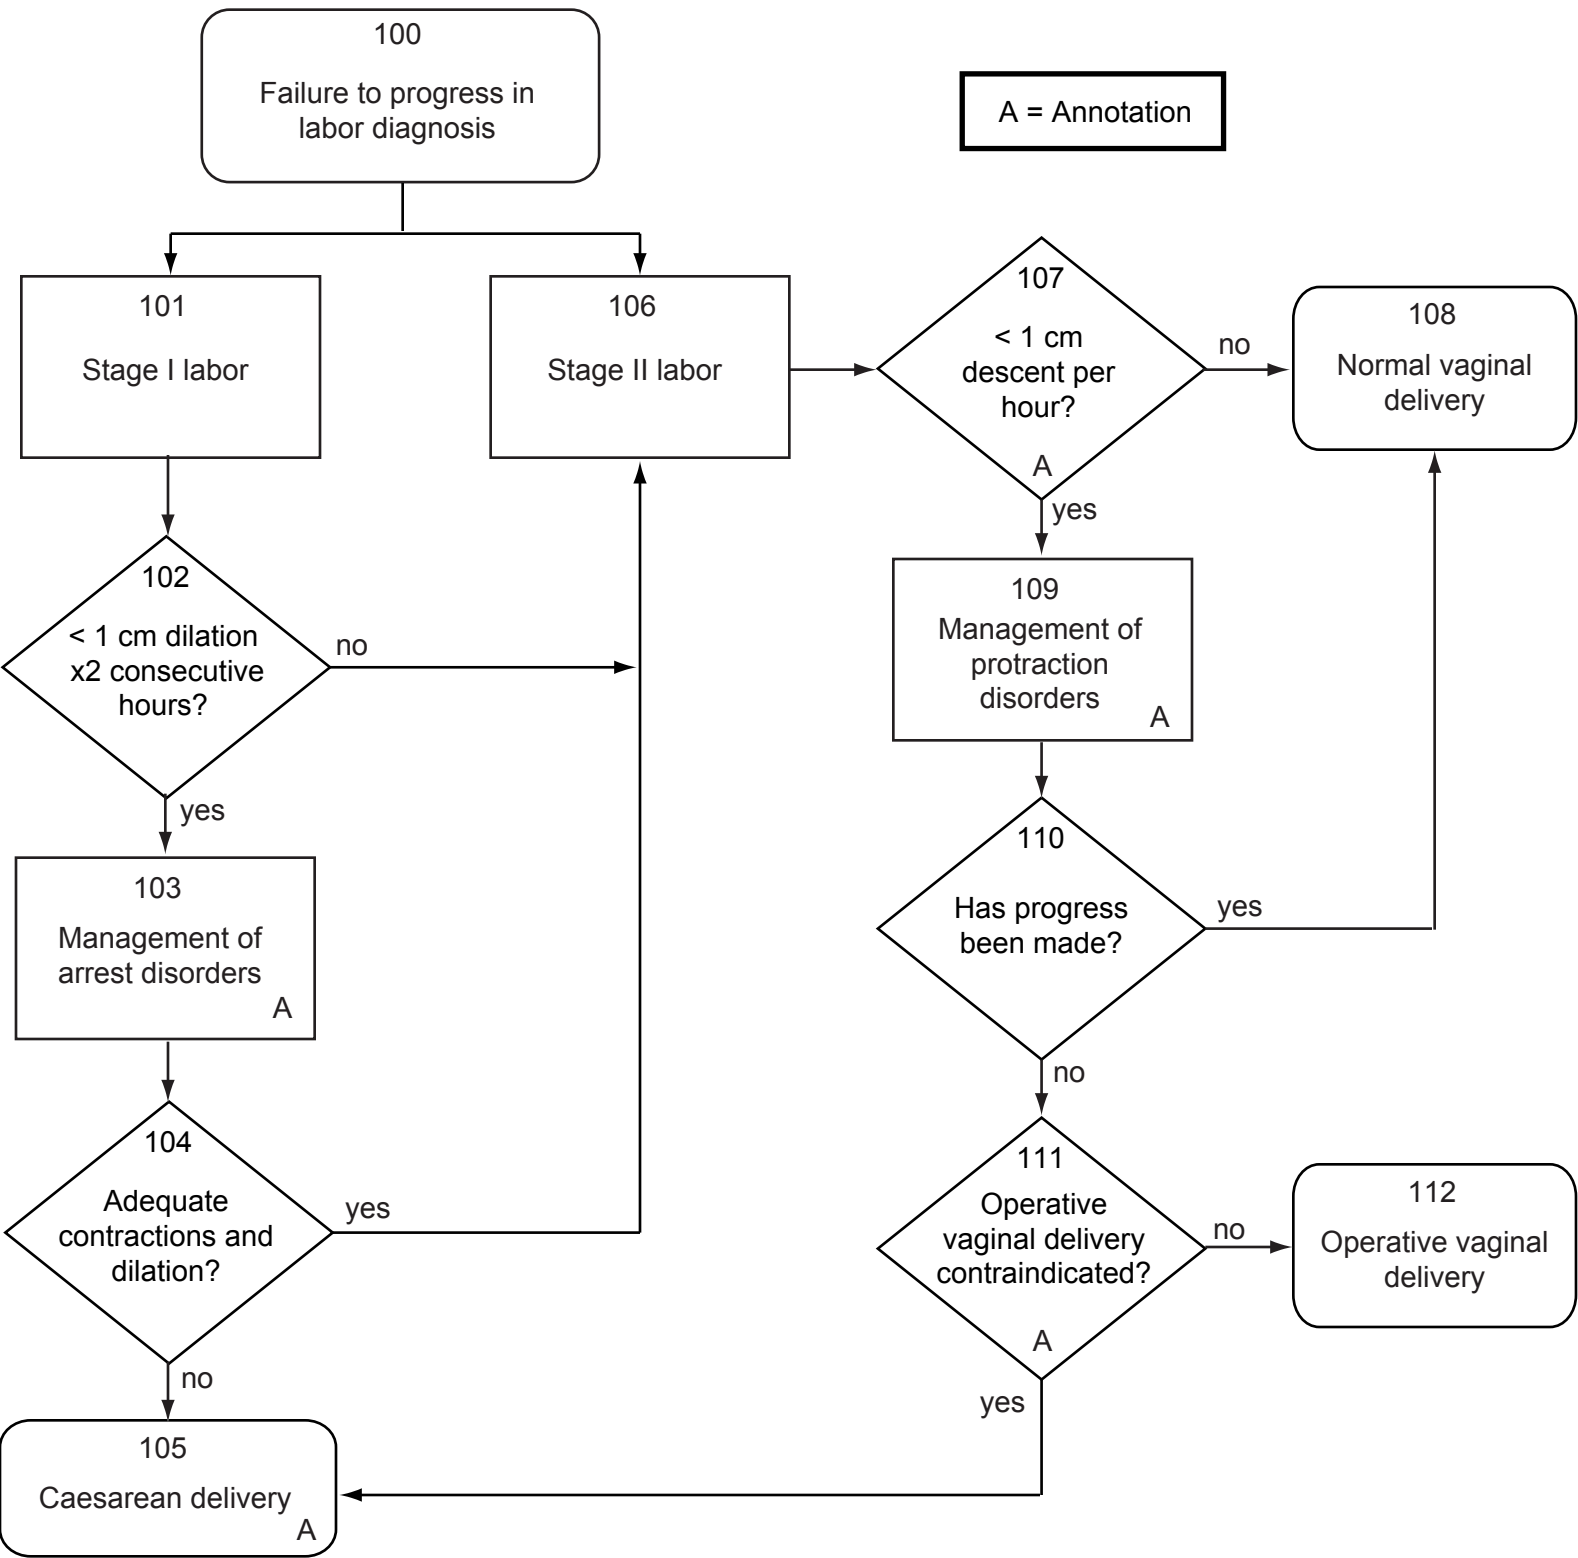 100
Failure to progress in
labor diagnosis
A = Annotation
101
Stage I labor
106
Stage II labor
107
< 1 cm
descent per
hour?
A
no
yes
108
Normal vaginal
delivery
102
< 1 cm dilation
x2 consecutive
hours?
no
yes
109
Management of
protraction
disorders
A
103
Management of
arrest disorders
A
110
Has progress
been made?
yes
no
104
Adequate
contractions and
dilation?
yes
no
111
Operative
vaginal delivery
contraindicated?
A
no
yes
112
Operative vaginal
delivery
105
Caesarean delivery
A